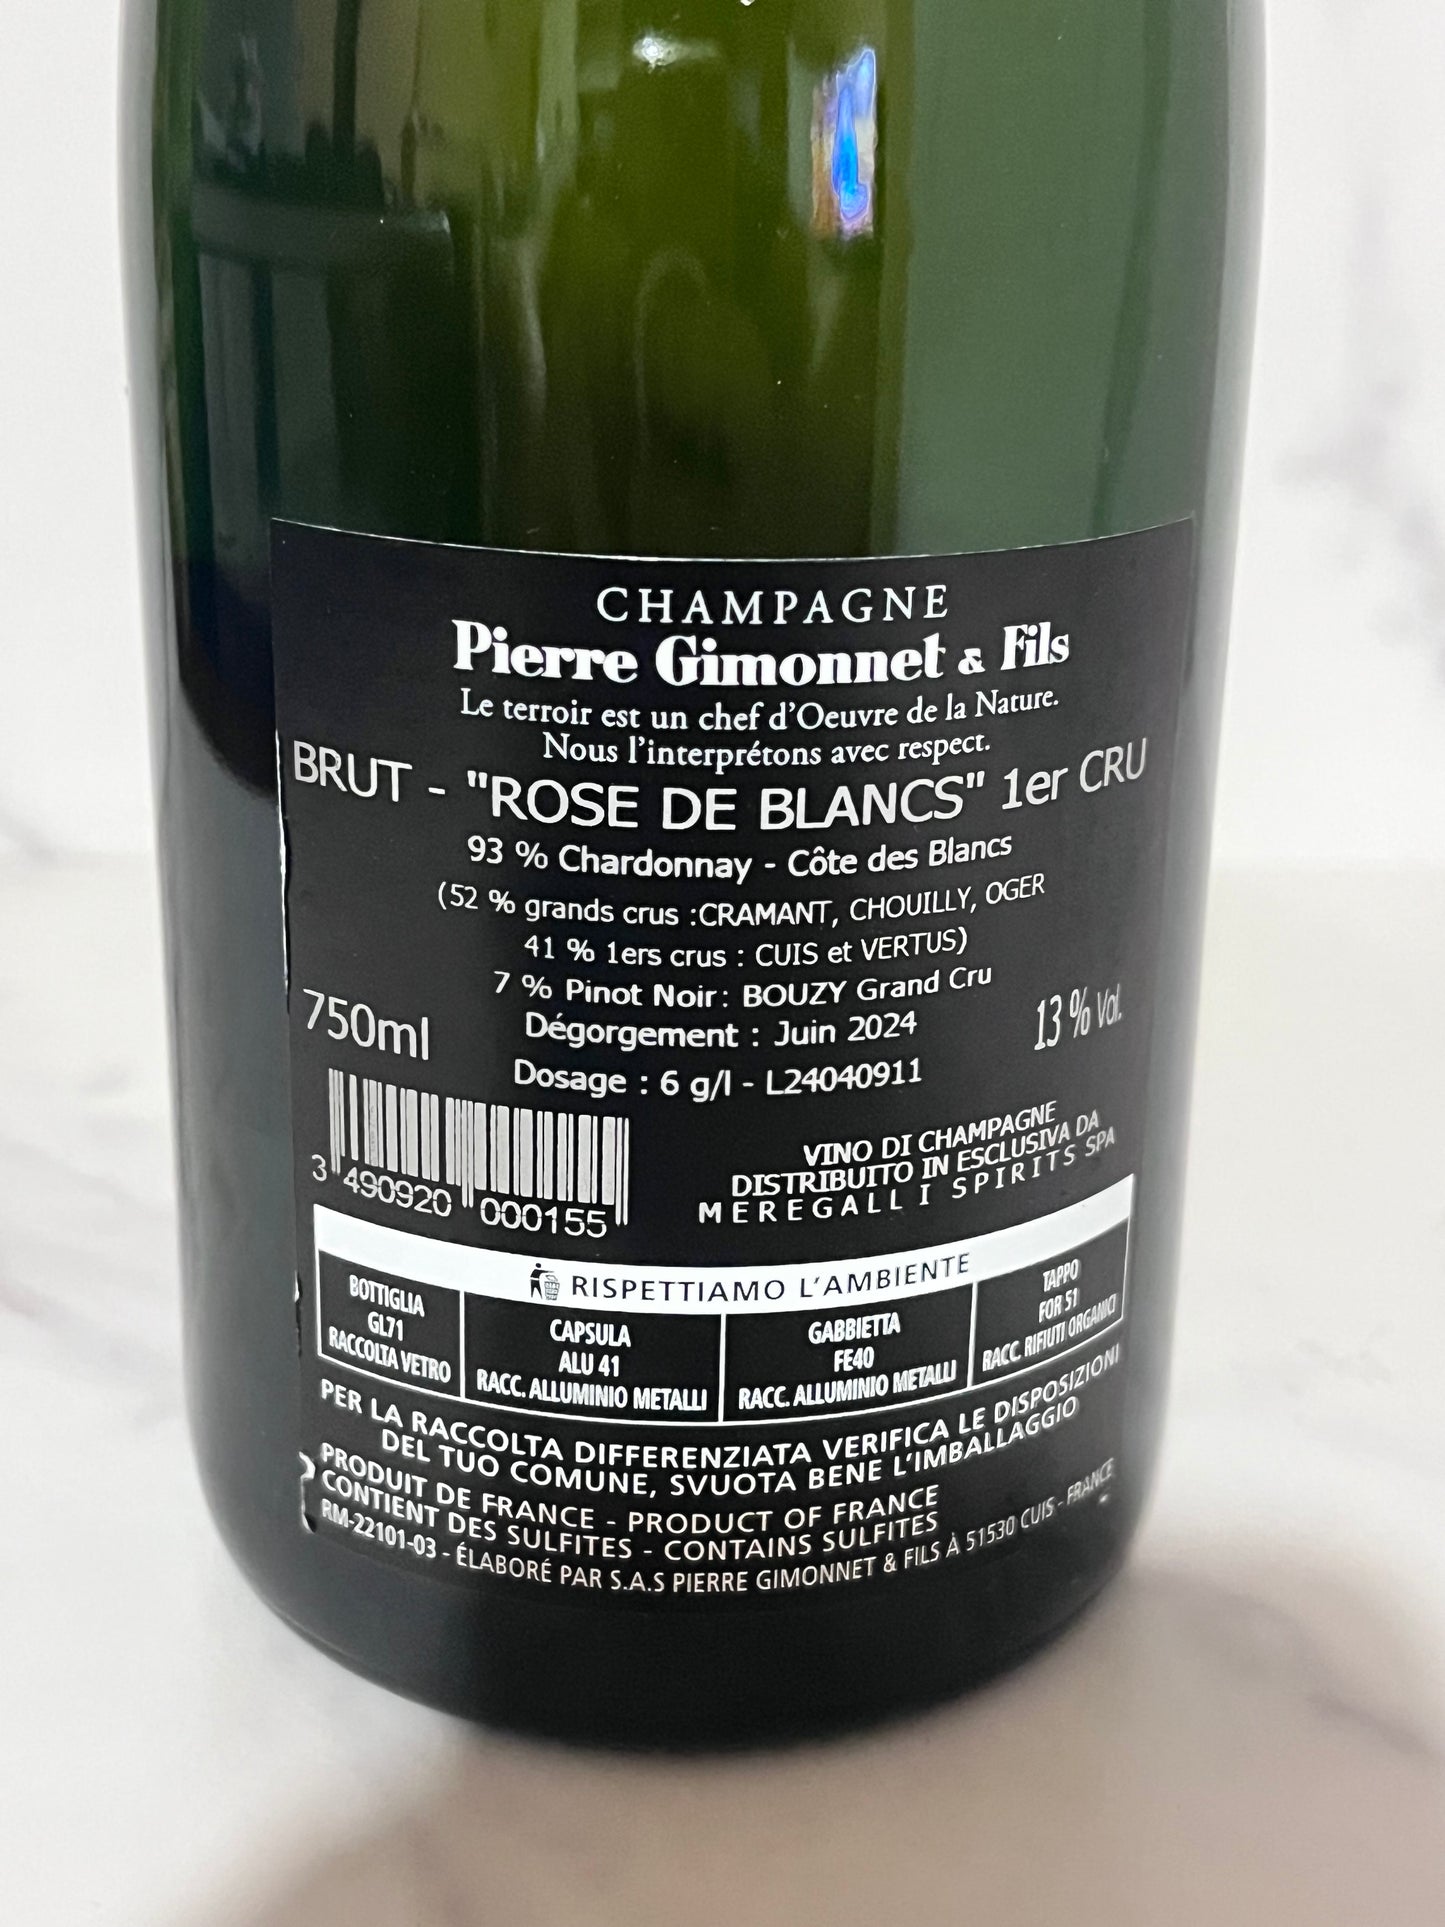 CHAMPAGNE
Pierre Gimonnet & Fils
Le terroir est un chef d'Oeuvre de la Nature.
Nous l'interprétons avec respect.
BRUT - "ROSE DE BLANCS" 1er CRU
93 % Chardonnay - Côte des Blancs
(52 % grands crus :CRAMANT, CHOUILLY, OGER
41 % 1ers crus : CUIS et VERTUS)
7 % Pinot Noir: BOUZY Grand Cru
750ml
Dégorgement : Juin 2024
13 % Vol.
Dosage : 6 g/l - L24040911
3 490920 000155
VINO DI CHAMPAGNE
DISTRIBUITO IN ESCLUSIVA DA
MEREGALLI SPIRITS SPA
RISPETTIAMO L'AMBIENTE
BOTTIGLIA
GL71
RACCOLTA VETRO
CAPSULA
ALU 41
RACC. ALLUMINIO METALLI
GABBIETTA
FE40
RACC. ALLUMINIO METALLI
TAPPO
FOR 51
RACC. RIFIUTI ORGANICI
PER LA RACCOLTA DIFFERENZIATA VERIFICA LE DISPOSIZIONI
DEL TUO COMUNE, SVUOTA BENE L'IMBALLAGGIO
PRODUIT DE FRANCE - PRODUCT OF FRANCE
CONTIENT DES SULFITES - CONTAINS SULFITES
RM-22101-03 - ÉLABORÉ PAR S.A.S PIERRE GIMONNET & FILS À 51530 CUIS - FRANCE